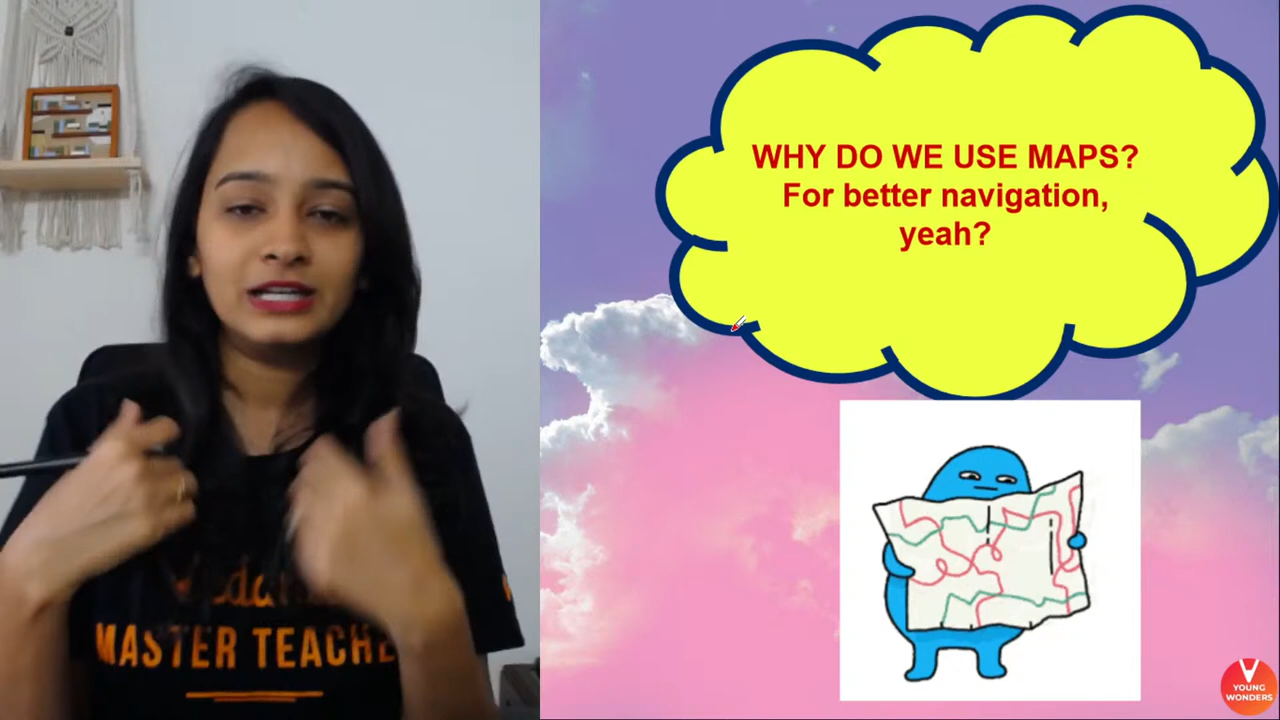 WHY DO WE USE MAPS?
For better navigation,
yeah?
MASTER TEACHE
V
YOUNG
WONDERS